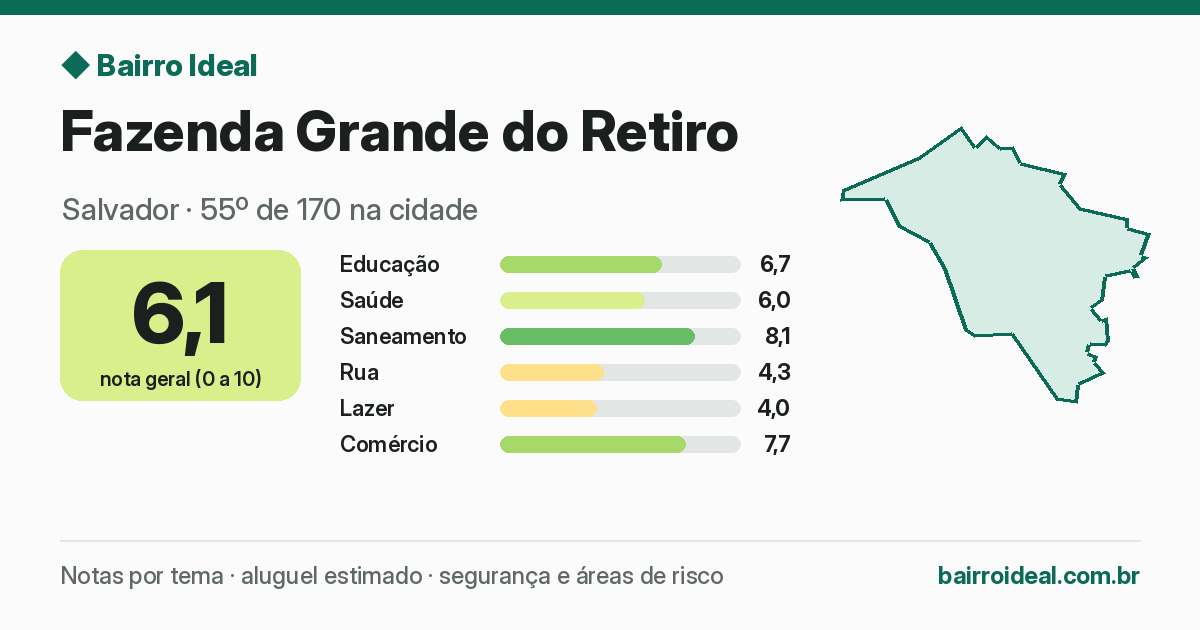 Bairro Ideal
Fazenda Grande do Retiro
Salvador · 55º de 170 na cidade
6,1
nota geral (0 a 10)
Educação 6,7
Saúde 6,0
Saneamento 8,1
Rua 4,3
Lazer 4,0
Comércio 7,7
Notas por tema · aluguel estimado · segurança e áreas de risco
bairroideal.com.br